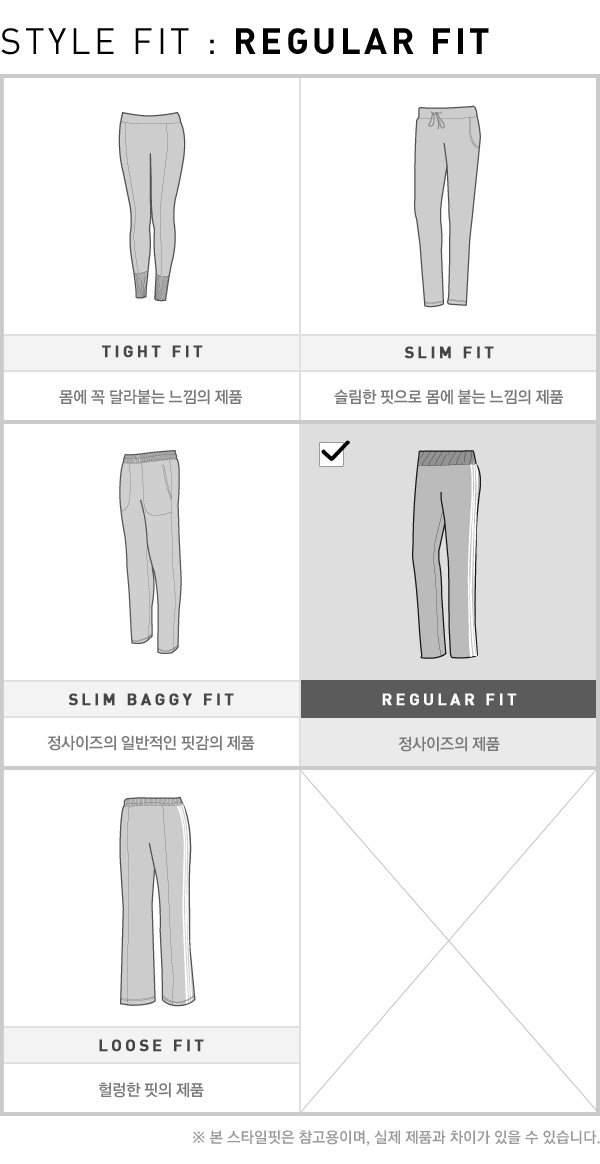 STYLE FIT : REGULAR FIT
TIGHT FIT
몸에 꼭 달라붙는 느낌의 제품
SLIM FIT
슬림한 핏으로 몸에 붙는 느낌의 제품
SLIM BAGGY FIT
정사이즈의 일반적인 핏감의 제품
REGULAR FIT
정사이즈의 제품
LOOSE FIT
헐렁한 핏의 제품
※ 본 스타일핏은 참고용이며, 실제 제품과 차이가 있을 수 있습니다.